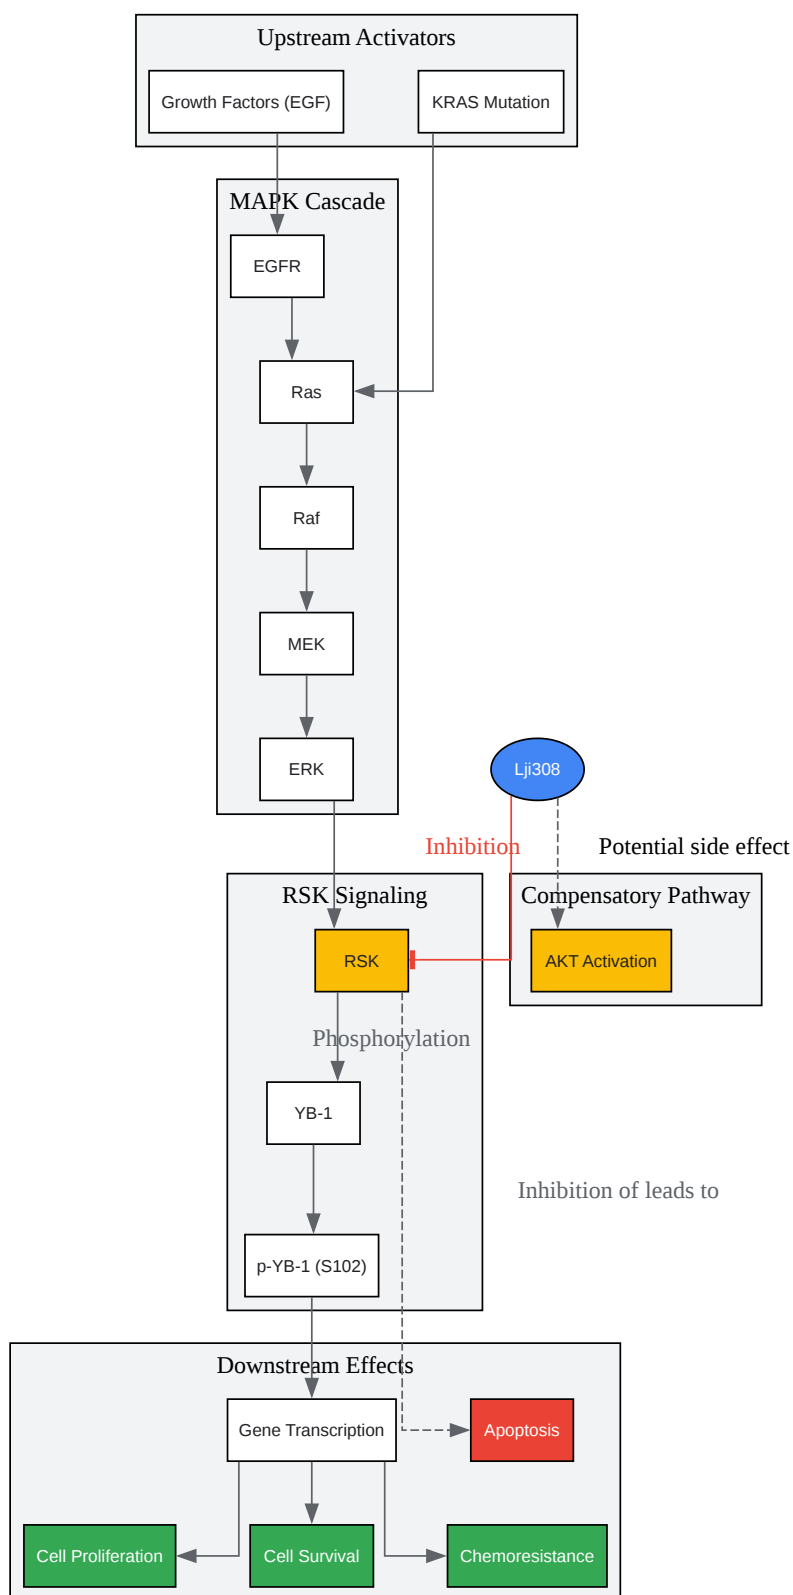 Upstream Activators
Growth Factors (EGF)
KRAS Mutation
MAPK Cascade
EGFR
Ras
Raf
MEK
ERK
Lji308
Inhibition
Potential side effect
RSK Signaling
Compensatory Pathway
RSK
AKT Activation
Phosphorylation
YB-1
Inhibition of leads to
p-YB-1 (S102)
Downstream Effects
Gene Transcription
Apoptosis
Cell Proliferation
Cell Survival
Chemoresistance